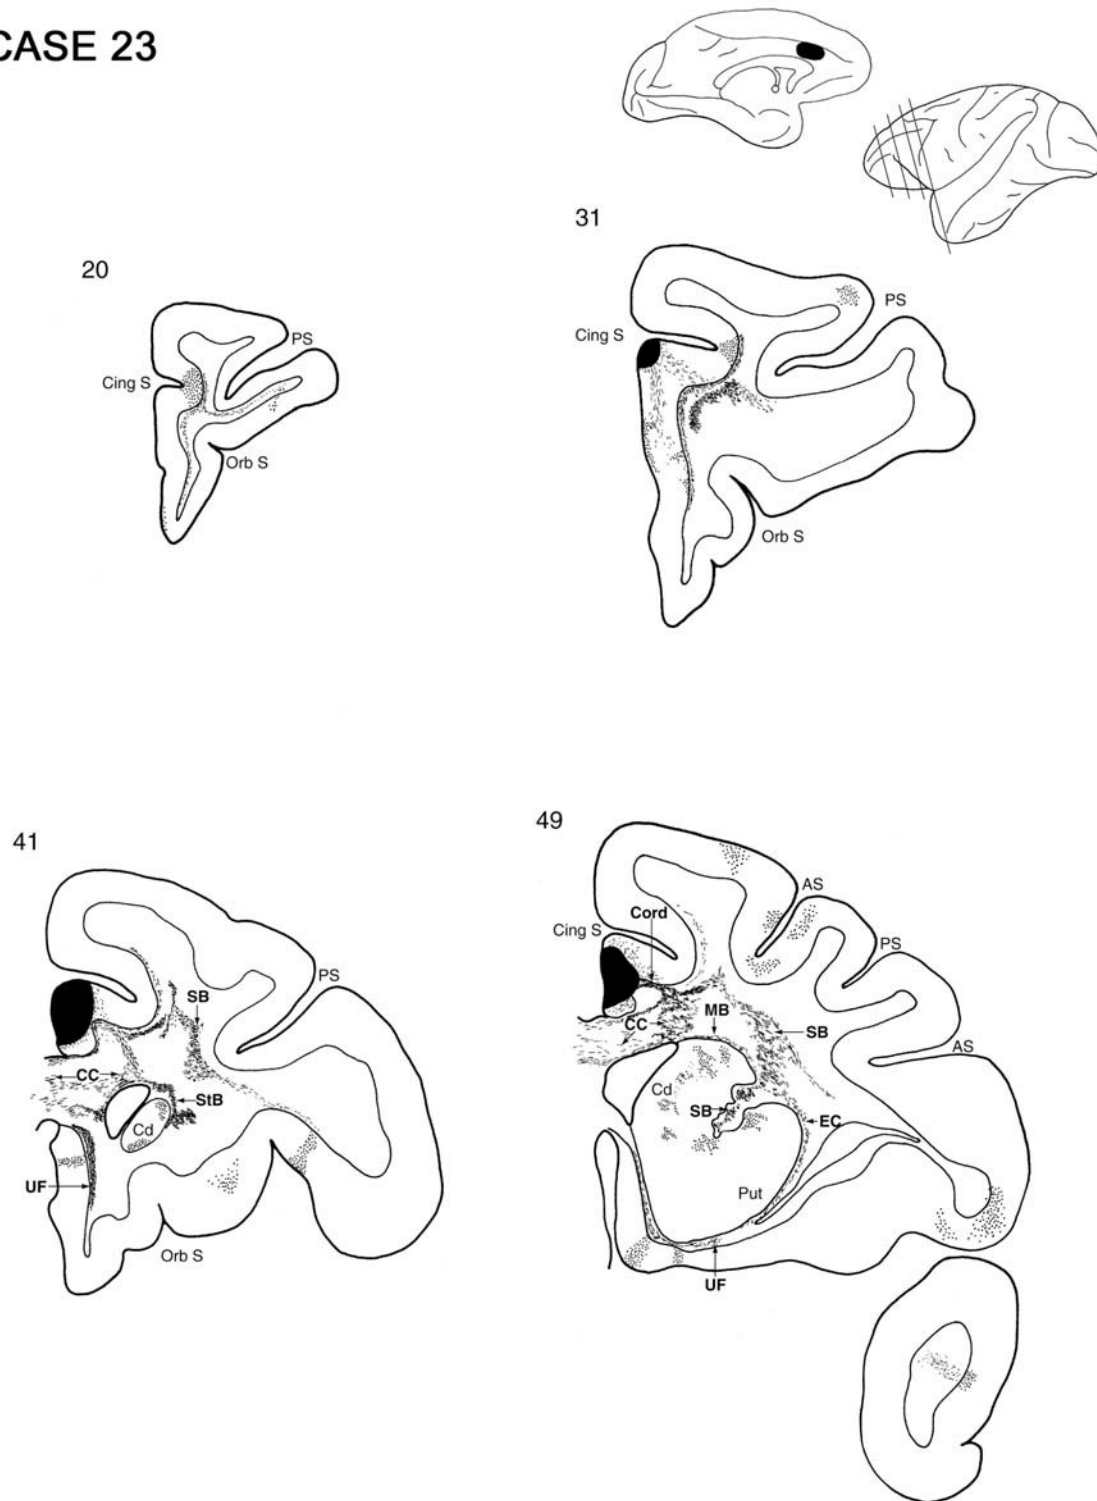 CASE 23
31
20
PS
Cing S
PS
Cing S
Orb S
Orb S
49
41
AS
Cord
Cing S
PS
PS
SB
MB
CC
SB
AS
CC
StB
Cd
Cd
SB
EC
UF
Put
Orb S
UF